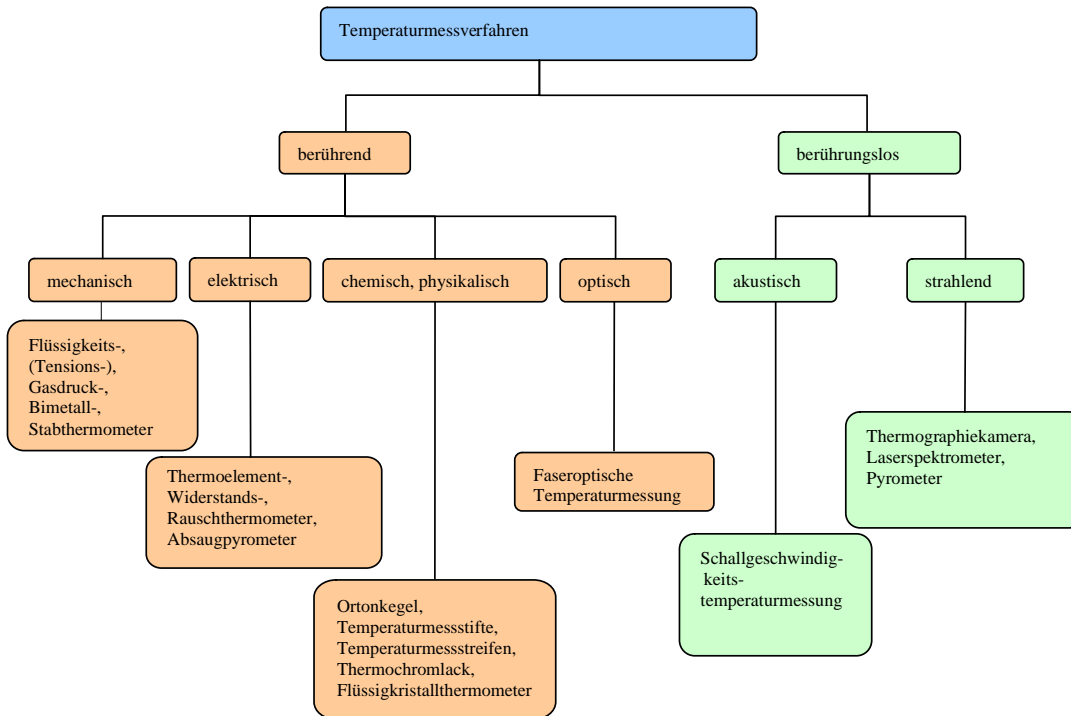 Temperaturmessverfahren
berührend
berührungslos
mechanisch
elektrisch
chemisch, physikalisch
optisch
akustisch
strahlend
Flüssigkeits-,
(Tensions-),
Gasdruck-,
Bimetall-,
Stabthermometer
Thermoelement-,
Widerstands-,
Rauschthermometer,
Absaugpyrometer
Ortonkegel,
Temperaturmessstifte,
Temperaturmessstreifen,
Thermochromlack,
Flüssigkristallthermometer
Faseroptische
Temperaturmessung
Schallgeschwindig-
keits-
temperaturmessung
Thermographiekamera,
Laserspektrometer,
Pyrometer